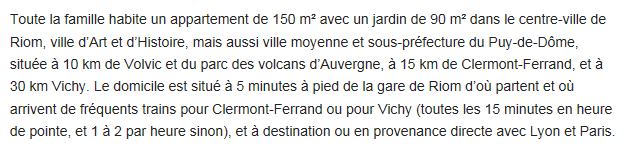 Toute la famille habite un appartement de 150 m² avec un jardin de 90 m² dans le centre-ville de
Riom, ville d'Art et d'Histoire, mais aussi ville moyenne et sous-préfecture du Puy-de-Dôme,
située à 10 km de Volvic et du parc des volcans d'Auvergne, à 15 km de Clermont-Ferrand, et à
30 km Vichy. Le domicile est situé à 5 minutes à pied de la gare de Riom d'où partent et où
arrivent de fréquents trains pour Clermont-Ferrand ou pour Vichy (toutes les 15 minutes en heure
de pointe, et 1 à 2 par heure sinon), et à destination ou en provenance directe avec Lyon et Paris.